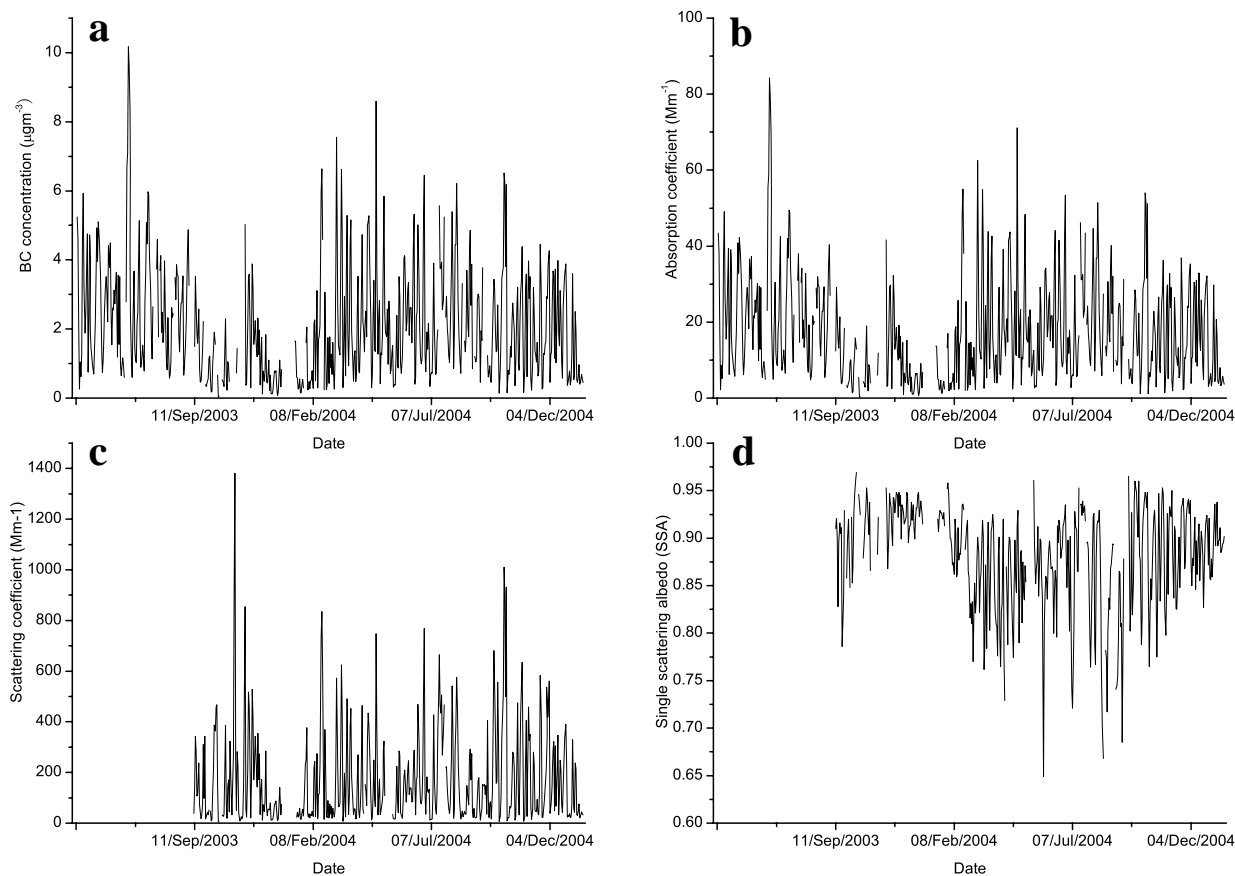 a
10
8
6
4
2
0
BC concentration (μgm-3)
11/Sep/2003 08/Feb/2004 07/Jul/2004 04/Dec/2004
Date
b
100
80
60
40
20
0
Absorption coefficient (Mm-1)
11/Sep/2003 08/Feb/2004 07/Jul/2004 04/Dec/2004
Date
c
1400
1200
1000
800
600
400
200
0
Scattering coefficient (Mm-1)
11/Sep/2003 08/Feb/2004 07/Jul/2004 04/Dec/2004
Date
d
1.00
0.95
0.90
0.85
0.80
0.75
0.70
0.65
0.60
Single scattering albedo (SSA)
11/Sep/2003 08/Feb/2004 07/Jul/2004 04/Dec/2004
Date